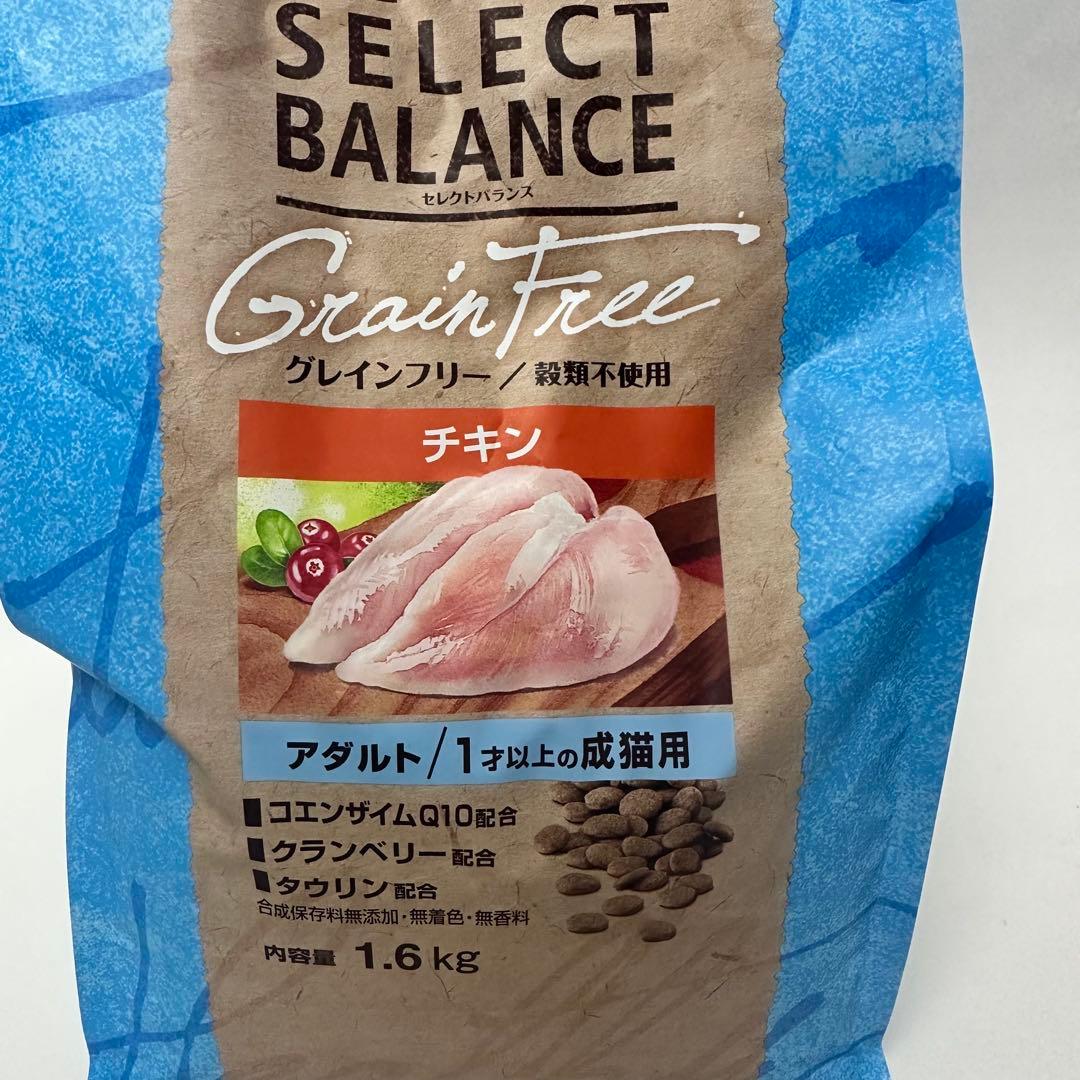 SELECT
BALANCE
セレクトバランス
Grain Free
グレインフリー／穀類不使用
チキン
アダルト/1才以上の成猫用
コエンザイムQ10配合
クランベリー配合
タウリン配合
合成保存料無添加・無着色・無香料
内容量 1.6kg